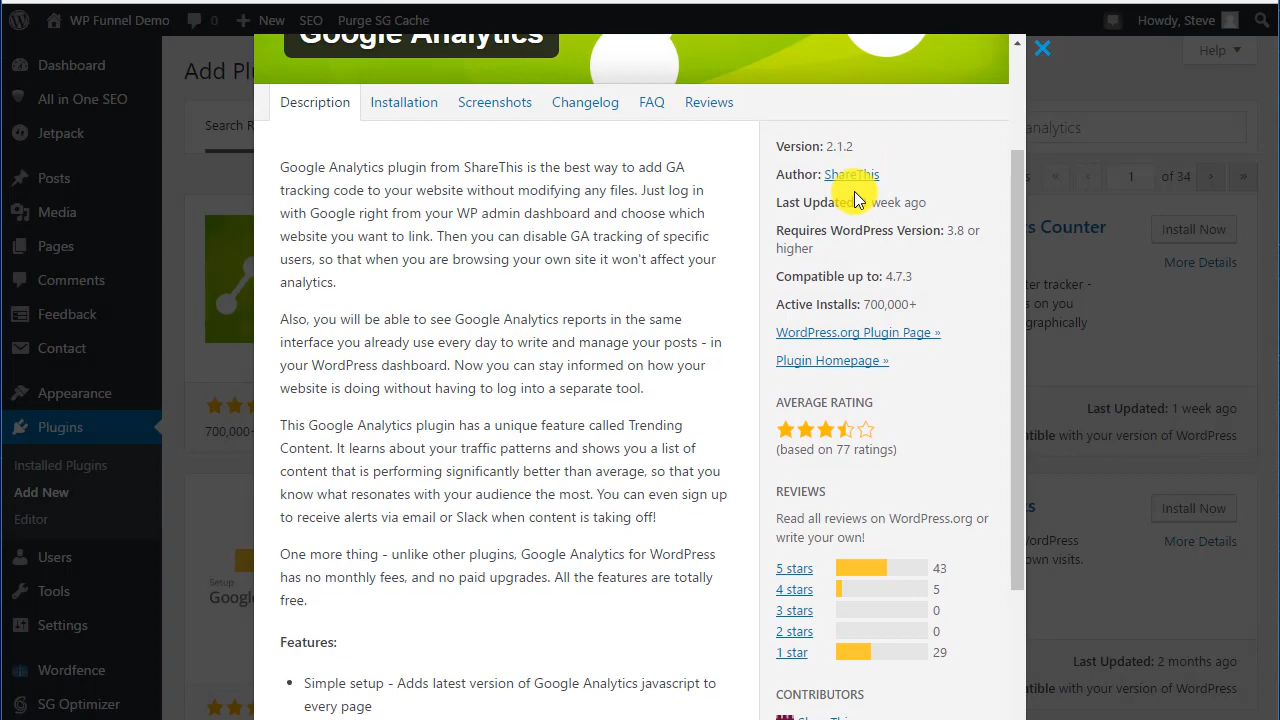 WP Funnel Demo 0 New SEO Purge SG Cache Howdy, Steve
Dashboard
All in One SEO
Jetpack
Posts
Media
Pages
Comments
Feedback
Contact
Appearance
Plugins
Installed Plugins
Add New
Editor
Users
Tools
Settings
Wordfence
SG Optimizer
Help
Search R
analytics
1 of 34
700,000+
Setup
Google
s Counter
Install Now
More Details
ter tracker -
s on you
ographically
Last Updated: 1 week ago
with your version of WordPress
Install Now
More Details
Last Updated: 2 months ago
with your version of WordPress
Google Analytics
Description Installation Screenshots Changelog FAQ Reviews
Google Analytics plugin from ShareThis is the best way to add GA
tracking code to your website without modifying any files. Just log in
with Google right from your WP admin dashboard and choose which
website you want to link. Then you can disable GA tracking of specific
users, so that when you are browsing your own site it won't affect your
analytics.
Also, you will be able to see Google Analytics reports in the same
interface you already use every day to write and manage your posts - in
your WordPress dashboard. Now you can stay informed on how your
website is doing without having to log into a separate tool.
This Google Analytics plugin has a unique feature called Trending
Content. It learns about your traffic patterns and shows you a list of
content that is performing significantly better than average, so that you
know what resonates with your audience the most. You can even sign up
to receive alerts via email or Slack when content is taking off!
One more thing - unlike other plugins, Google Analytics for WordPress
has no monthly fees, and no paid upgrades. All the features are totally
free.
Features:
Simple setup - Adds latest version of Google Analytics javascript to
every page
Version: 2.1.2
Author: ShareThis
Last Updated: week ago
Requires WordPress Version: 3.8 or
higher
Compatible up to: 4.7.3
Active Installs: 700,000+
WordPress.org Plugin Page »
Plugin Homepage »
AVERAGE RATING
(based on 77 ratings)
REVIEWS
Read all reviews on WordPress.org or
write your own!
5 stars 43
4 stars 5
3 stars 0
2 stars 0
1 star 29
CONTRIBUTORS